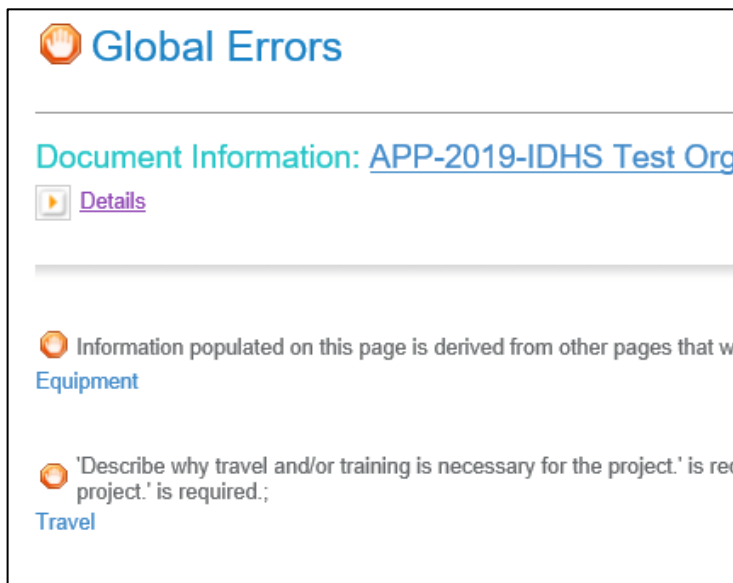 Global Errors
Document Information: APP-2019-IDHS Test Org
Details
Information populated on this page is derived from other pages that w
Equipment
'Describe why travel and/or training is necessary for the project.' is re
project.' is required.;
Travel